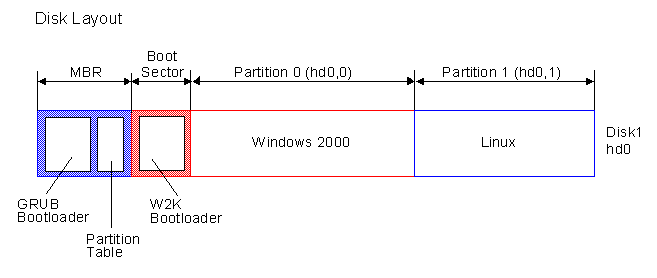 Disk Layout
MBR
Boot
Sector
Partition 0 (hd0,0)
Partition 1 (hd0,1)
Windows 2000
Linux
Disk1
hd0
GRUB
Bootloader
Partition
Table
W2K
Bootloader